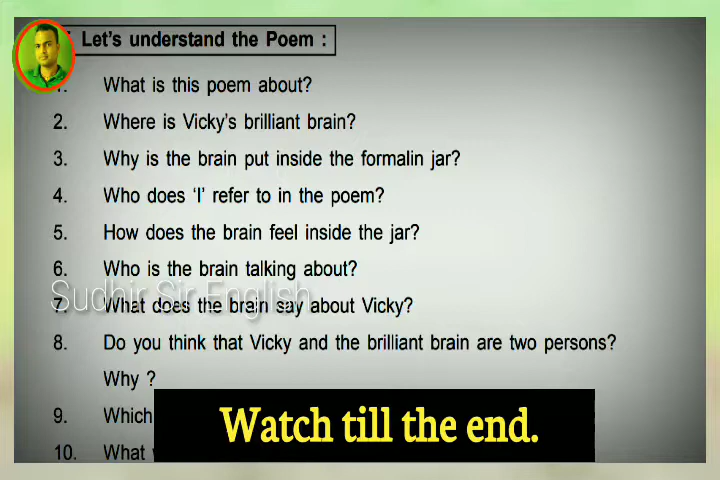 Let's understand the Poem :
1. What is this poem about?
2. Where is Vicky's brilliant brain?
3. Why is the brain put inside the formalin jar?
4. Who does 'I' refer to in the poem?
5. How does the brain feel inside the jar?
6. Who is the brain talking about?
Sudhir Sir English
7. What does the brain say about Vicky?
8. Do you think that Vicky and the brilliant brain are two persons?
Why ?
9. Which
10. What
Watch till the end.